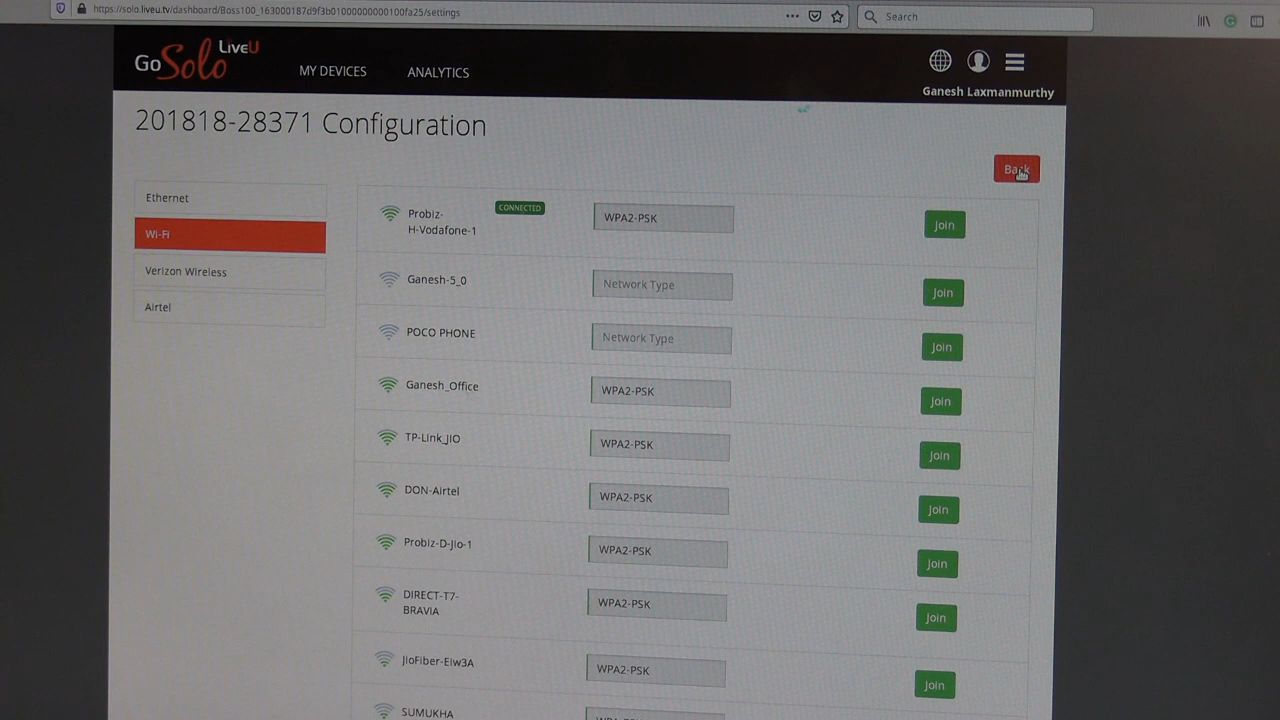 https://solo.liveu.tv/dashboard/Boss100_163000187d9f3b01000000000100fa25/settings
Search
Go Solo LiveU
MY DEVICES
ANALYTICS
Ganesh Laxmanmurthy
201818-28371 Configuration
Back
Ethernet
Wi-Fi
Verizon Wireless
Airtel
Probiz-
H-Vodafone-1
CONNECTED
WPA2-PSK
Join
Ganesh-5_0
Network Type
Join
POCO PHONE
Network Type
Join
Ganesh_Office
WPA2-PSK
Join
TP-Link_JIO
WPA2-PSK
Join
DON-Airtel
WPA2-PSK
Join
Probiz-D-Jio-1
WPA2-PSK
Join
DIRECT-T7-
BRAVIA
WPA2-PSK
Join
JioFiber-Eiw3A
WPA2-PSK
Join
SUMUKHA